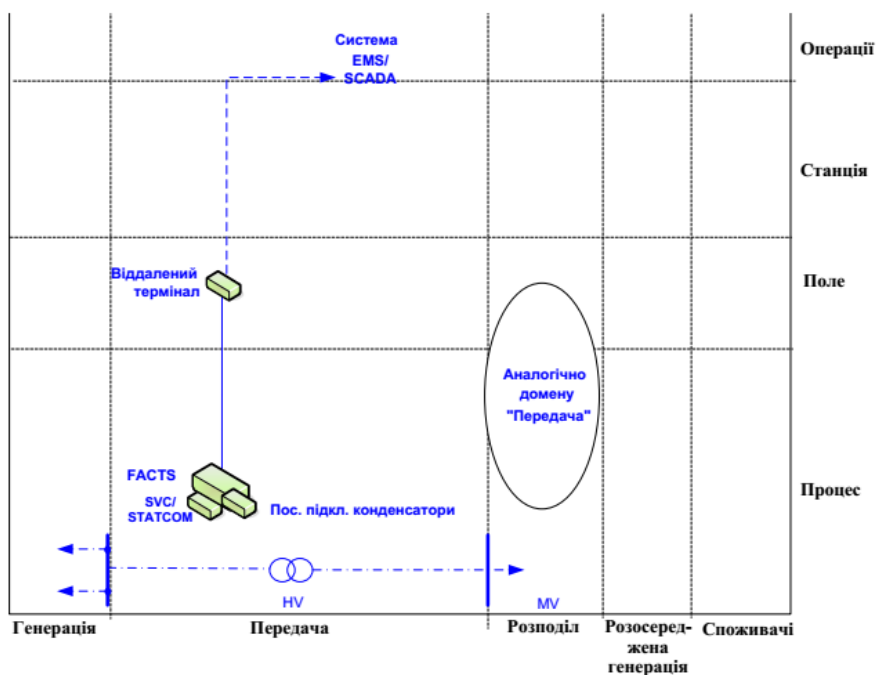 Система
EMS/
SCADA
Операції
Станція
Віддалений
термінал
Поле
Аналогічно
домену
"Передача"
FACTS
SVC/
STATCOM
Пос. підкл. конденсатори
Процес
HV
MV
Генерація
Передача
Розподіл
Розосеред-
жена
генерація
Споживачі